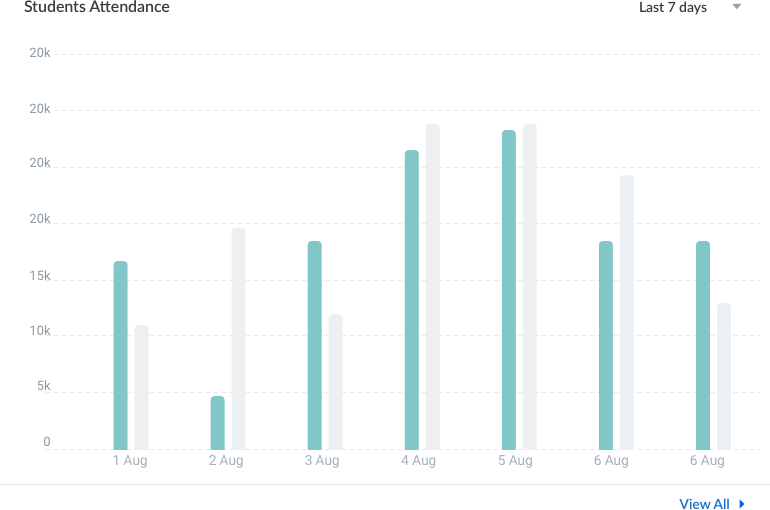 Students Attendance
Last 7 days
20k
20k
20k
20k
15k
10k
5k
0
1 Aug 2 Aug 3 Aug 4 Aug 5 Aug 6 Aug 6 Aug
View All